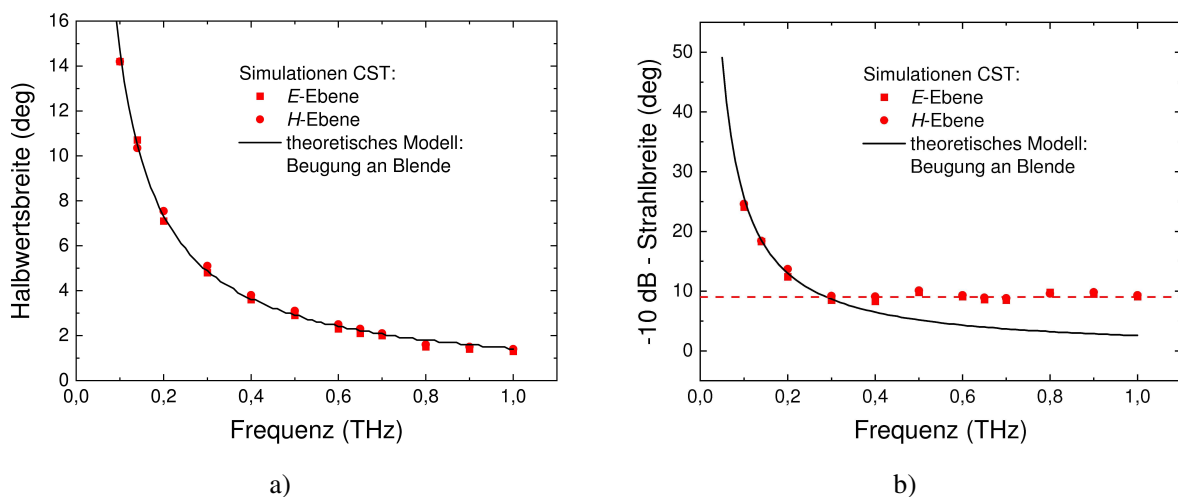 16
14
12
10
8
6
4
2
0
0,0
0,2
0,4
0,6
0,8
1,0
Halbwertsbreite (deg)
Frequenz (THz)
Simulationen CST:
E-Ebene
H-Ebene
theoretisches Modell:
Beugung an Blende
a)
50
40
30
20
10
0
0,0
0,2
0,4
0,6
0,8
1,0
-10 dB - Strahlbreite (deg)
Frequenz (THz)
Simulationen CST:
E-Ebene
H-Ebene
theoretisches Modell:
Beugung an Blende
b)